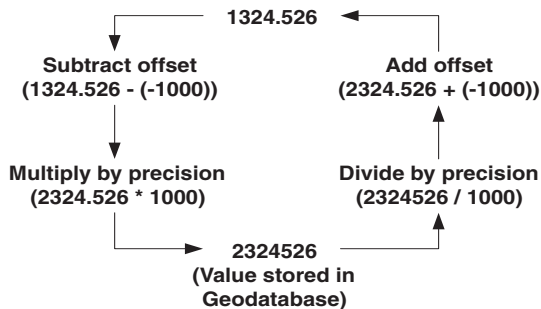 1324.526
Subtract offset
(1324.526 - (-1000))
Add offset
(2324.526 + (-1000))
Multiply by precision
(2324.526 * 1000)
Divide by precision
(2324526 / 1000)
2324526
(Value stored in
Geodatabase)